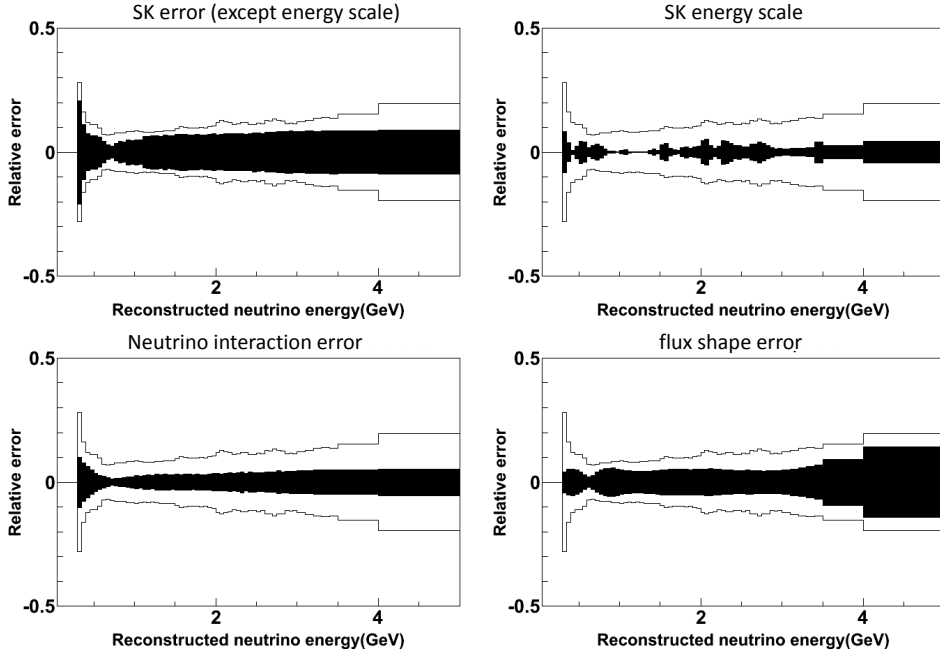 SK error (except energy scale)
0.5
0
-0.5
Relative error
2
4
Reconstructed neutrino energy(GeV)
SK energy scale
0.5
0
-0.5
Relative error
2
4
Reconstructed neutrino energy(GeV)
Neutrino interaction error
0.5
0
-0.5
Relative error
2
4
Reconstructed neutrino energy(GeV)
flux shape error
0.5
0
-0.5
Relative error
2
4
Reconstructed neutrino energy(GeV)